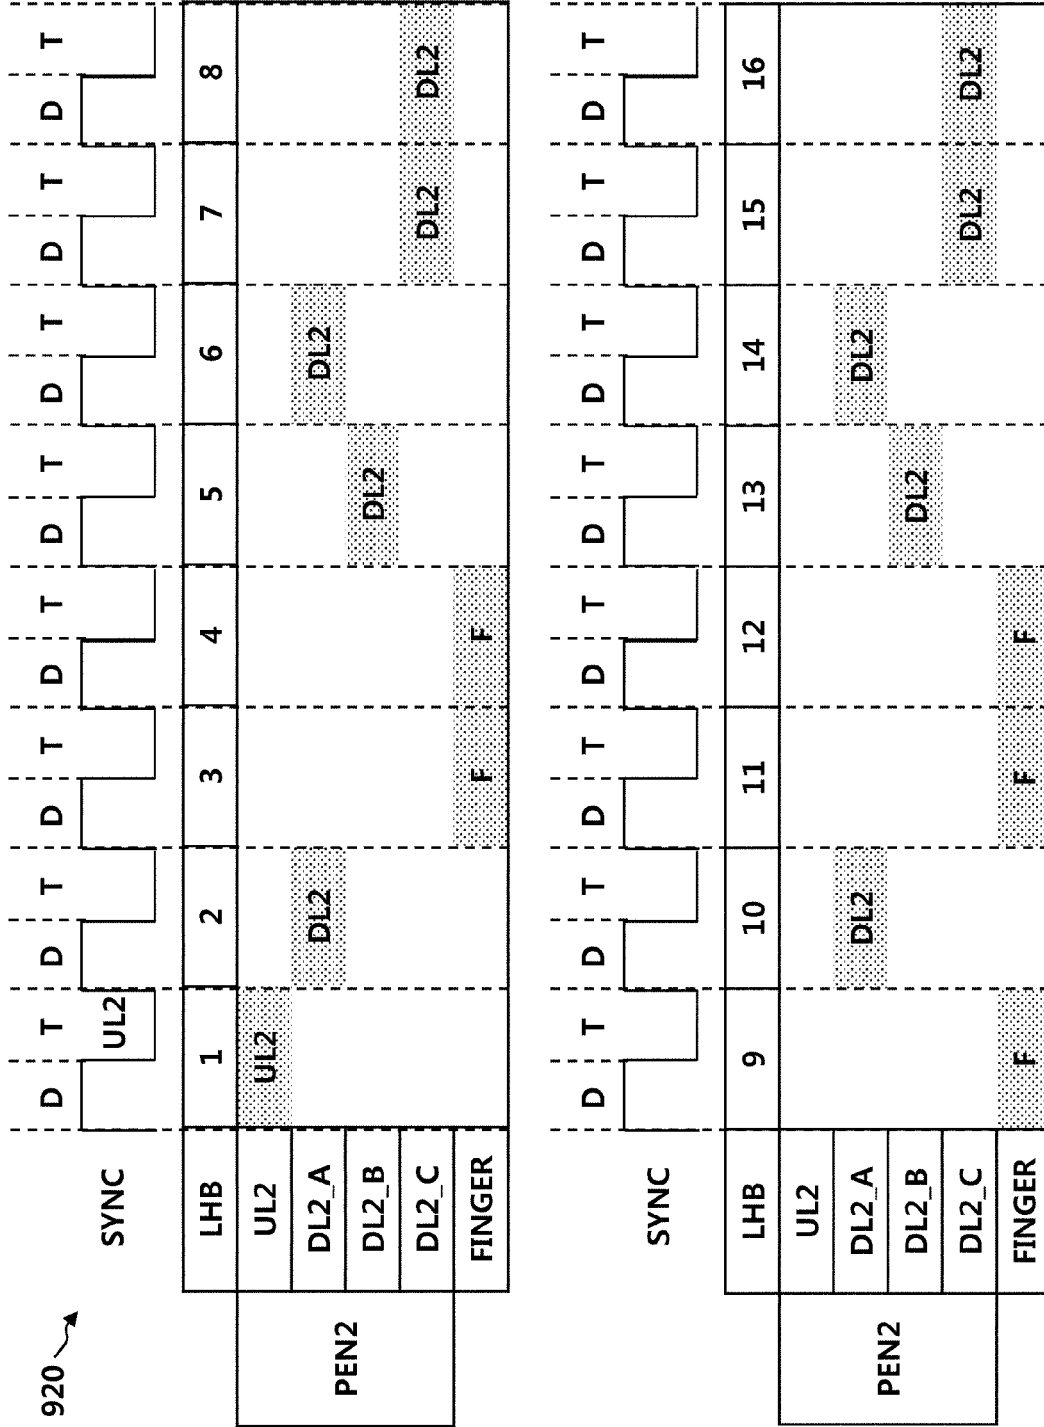 920
D T D T D T D T D T D T D T D T
SYNC UL2
LHB 1 2 3 4 5 6 7 8
PEN2
UL2 UL2
DL2_A DL2 DL2
DL2_B DL2
DL2_C DL2 DL2
FINGER F F
D T D T D T D T D T D T D T D T
SYNC
LHB 9 10 11 12 13 14 15 16
PEN2
UL2
DL2_A DL2 DL2
DL2_B DL2
DL2_C DL2 DL2
FINGER F F F